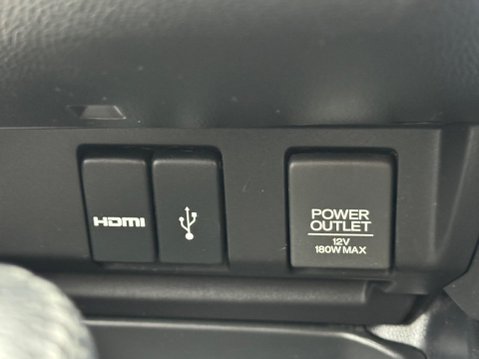 HDMI
POWER
OUTLET
12V
180W MAX